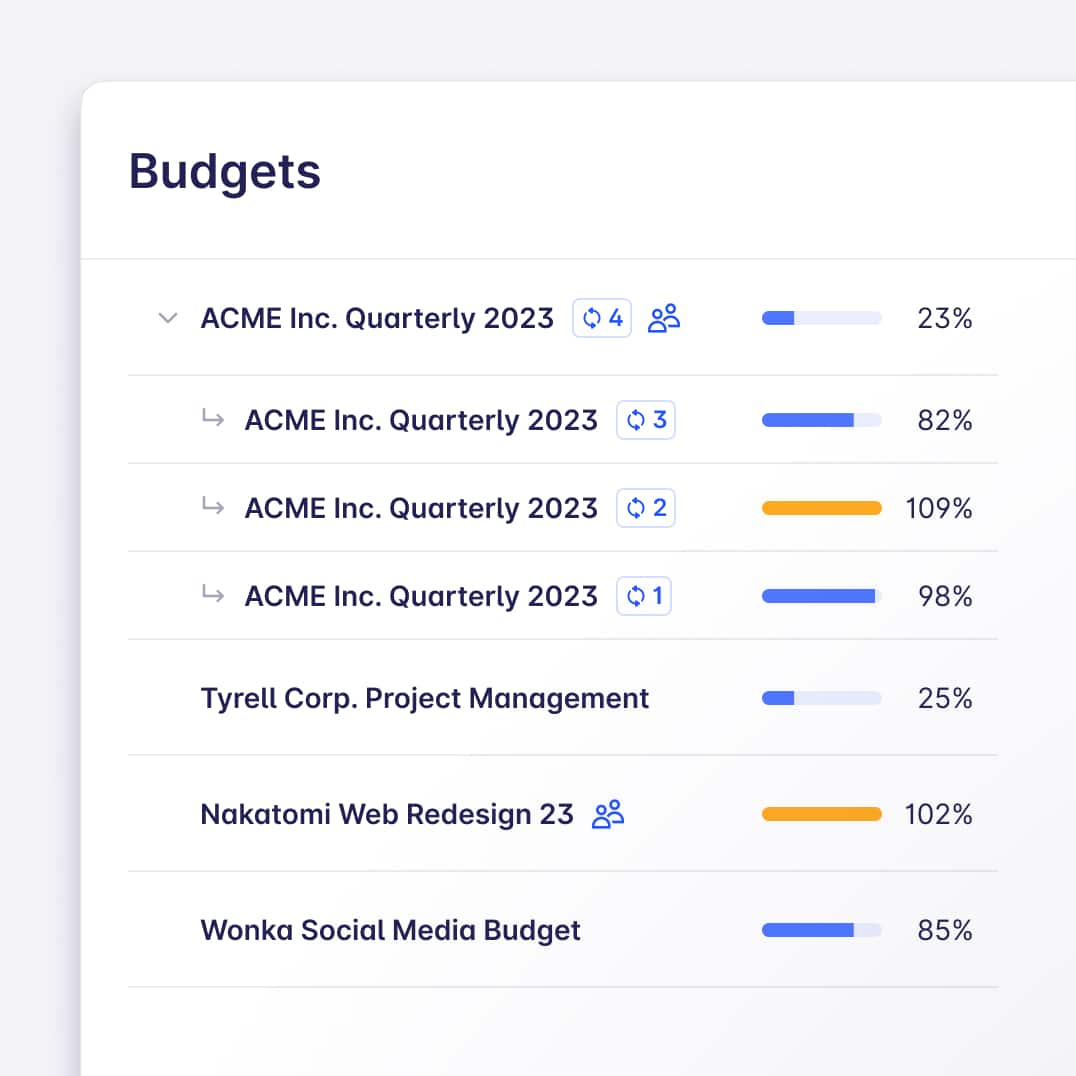 Budgets
ACME Inc. Quarterly 2023 4 23%
ACME Inc. Quarterly 2023 3 82%
ACME Inc. Quarterly 2023 2 109%
ACME Inc. Quarterly 2023 1 98%
Tyrell Corp. Project Management 25%
Nakatomi Web Redesign 23 102%
Wonka Social Media Budget 85%